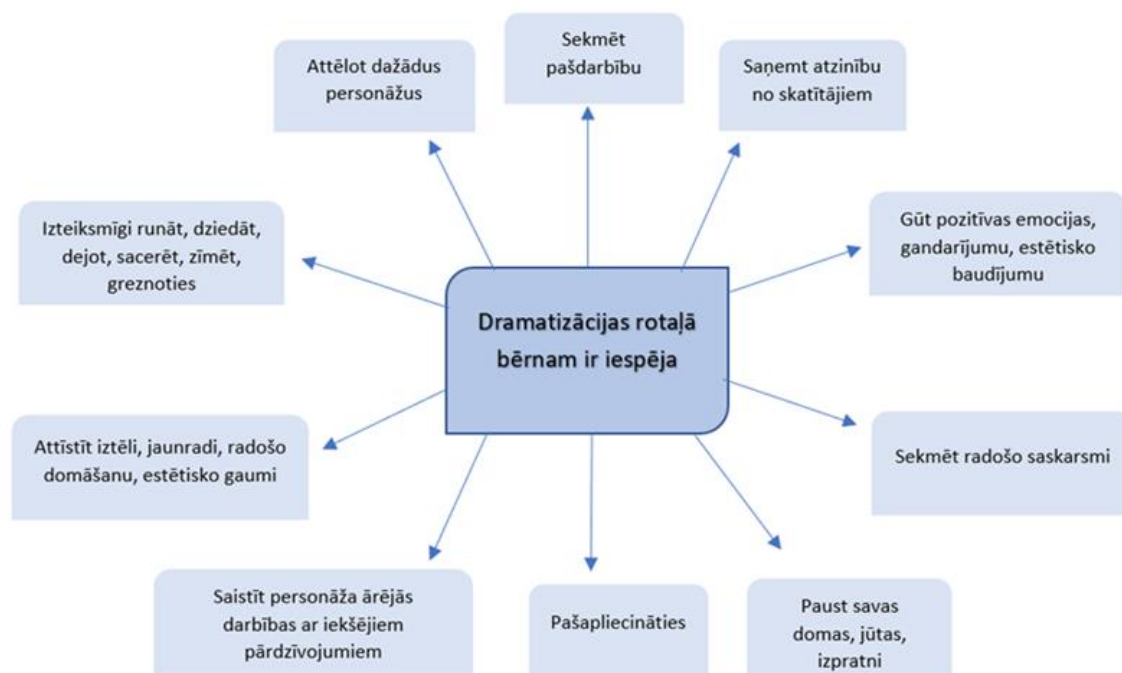 Sekmēt
pašdarbību
Attēlot dažādus
personāžus
Saņemt atzinību
no skatītājiem
Izteiksmīgi runāt, dziedāt,
dejot, sacerēt, zīmēt,
greznoties
Gūt pozitīvas emocijas,
gandarījumu, estētisko
baudījumu
Dramatizācijas rotaļā
bērnam ir iespēja
Attīstīt iztēli, jaunradi, radošo
domāšanu, estētisko gaumi
Sekmēt radošo saskarsmi
Saistīt personāža ārējās
darbības ar iekšējiem
pārdzīvojumiem
Pašapliecināties
Paust savas
domas, jūtas,
izpratni